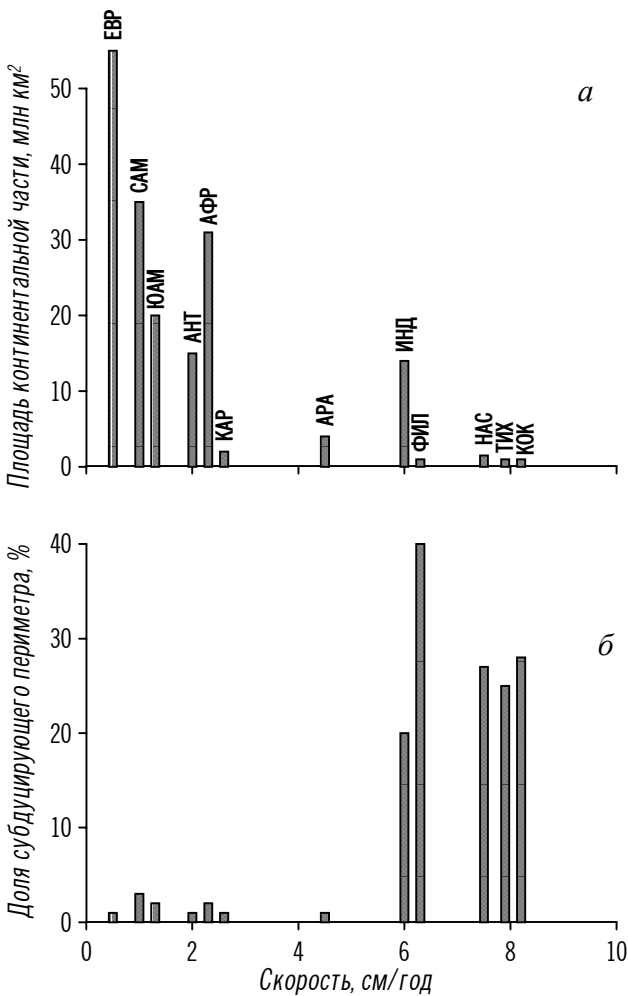 Площадь континентальной части, млн км²
50
40
30
20
10
0
ЕВР
САМ
ЮАМ
АНТ
АФР
КАР
АРА
ИНД
ФИЛ
НАС
ТИХ
КОК
а
Доля субдуцирующего периметра, %
40
30
20
10
0
б
0 2 4 6 8 10
Скорость, см/год